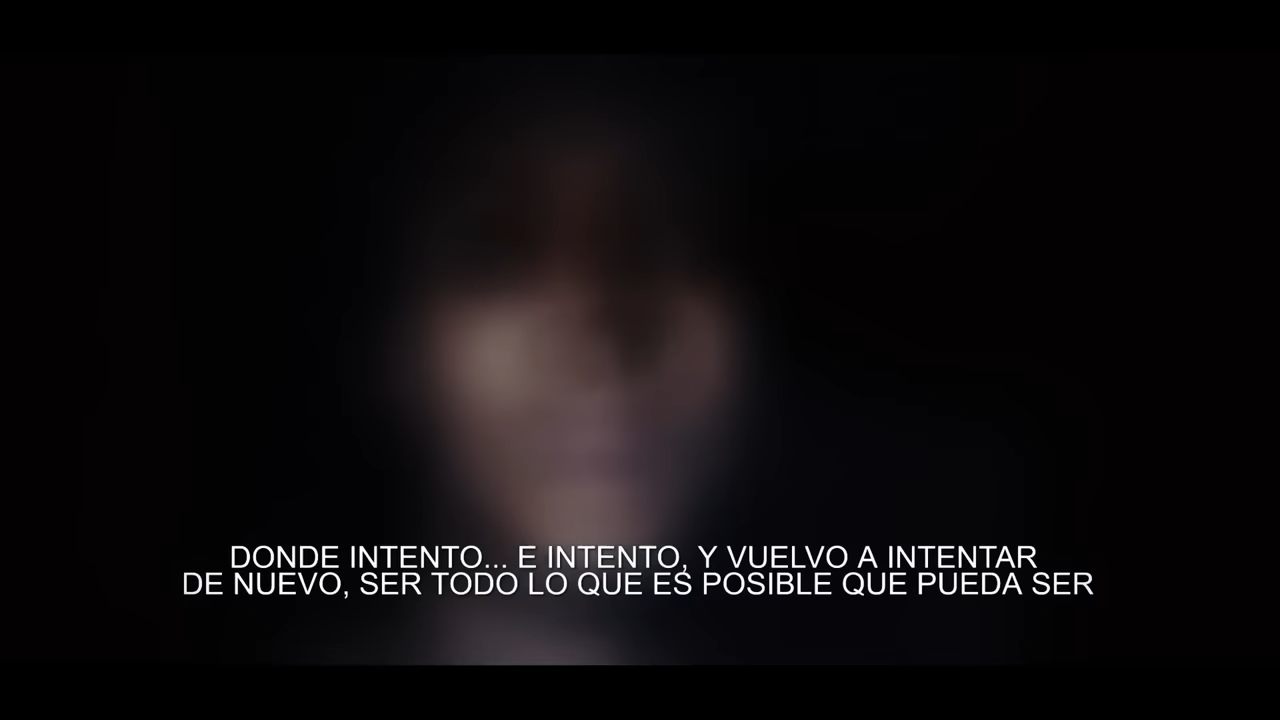 DONDE INTENTO... E INTENTO, Y VUELVO A INTENTAR
DE NUEVO, SER TODO LO QUE ES POSIBLE QUE PUEDA SER